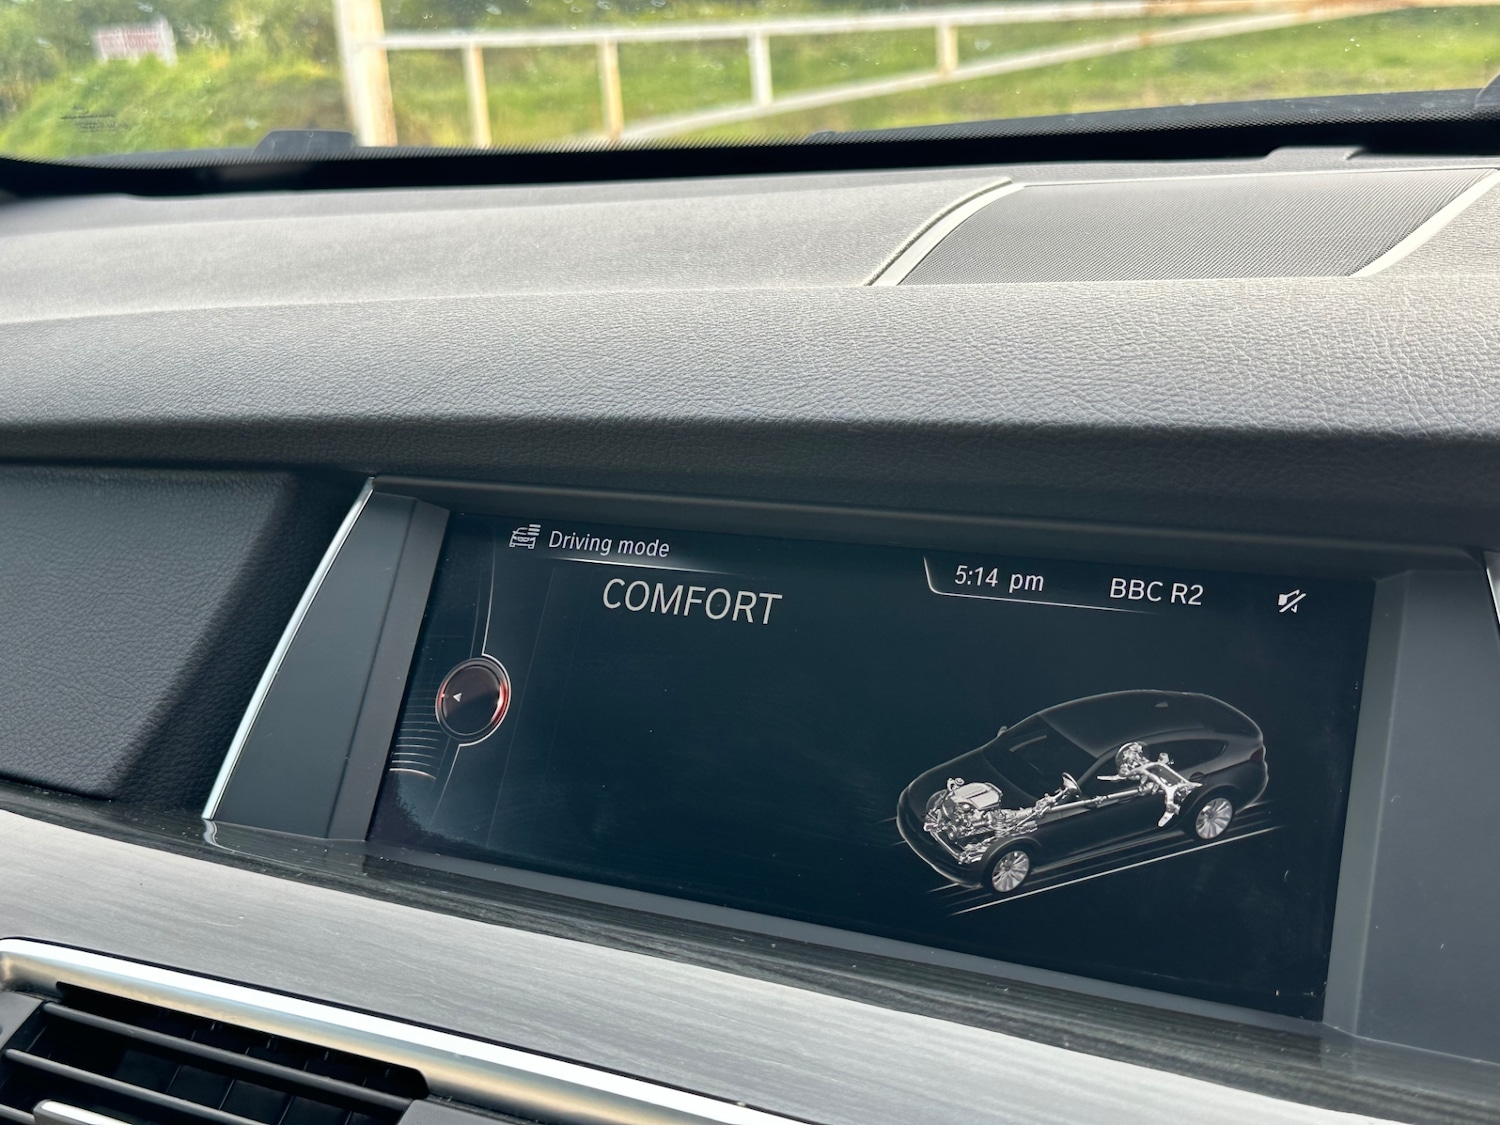 Driving mode
5:14 pm
BBC R2
COMFORT